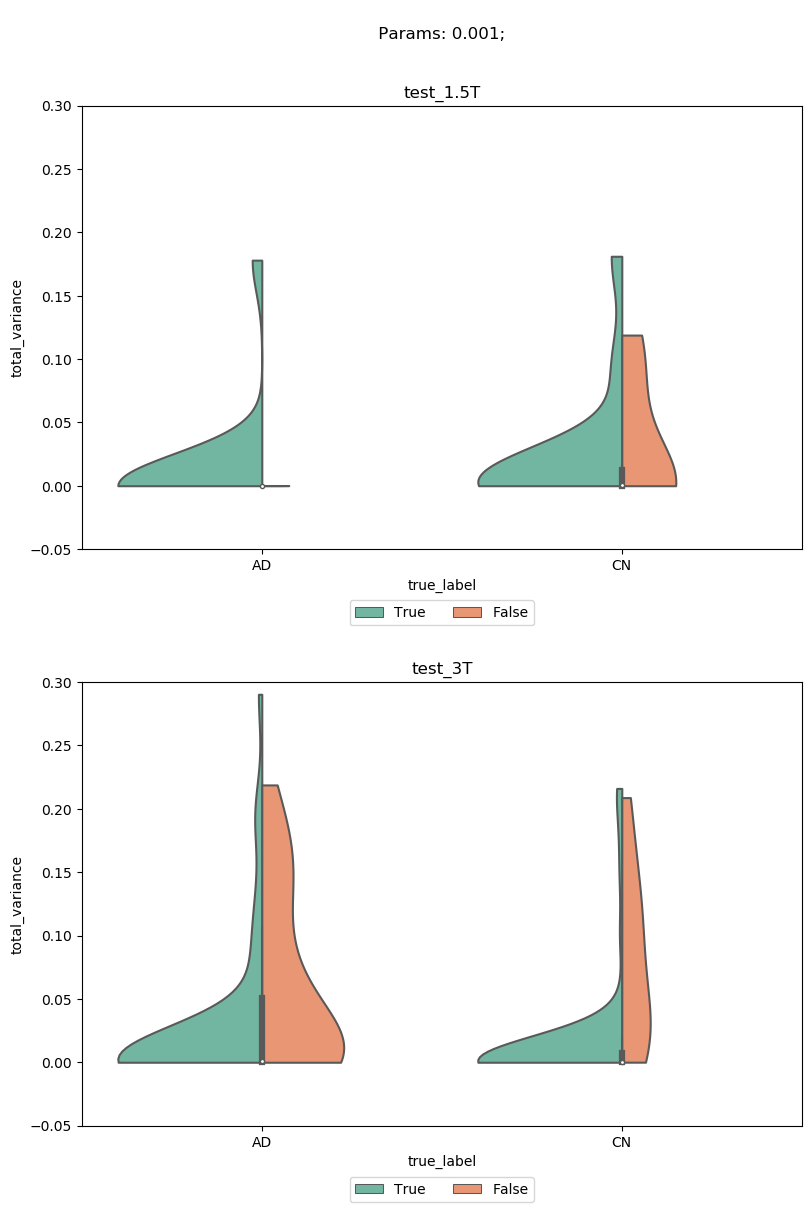 Params: 0.001;
test_1.5T
0.30
0.25
0.20
0.15
0.10
0.05
0.00
−0.05
total_variance
AD CN
true_label
True False
test_3T
0.30
0.25
0.20
0.15
0.10
0.05
0.00
−0.05
total_variance
AD CN
true_label
True False